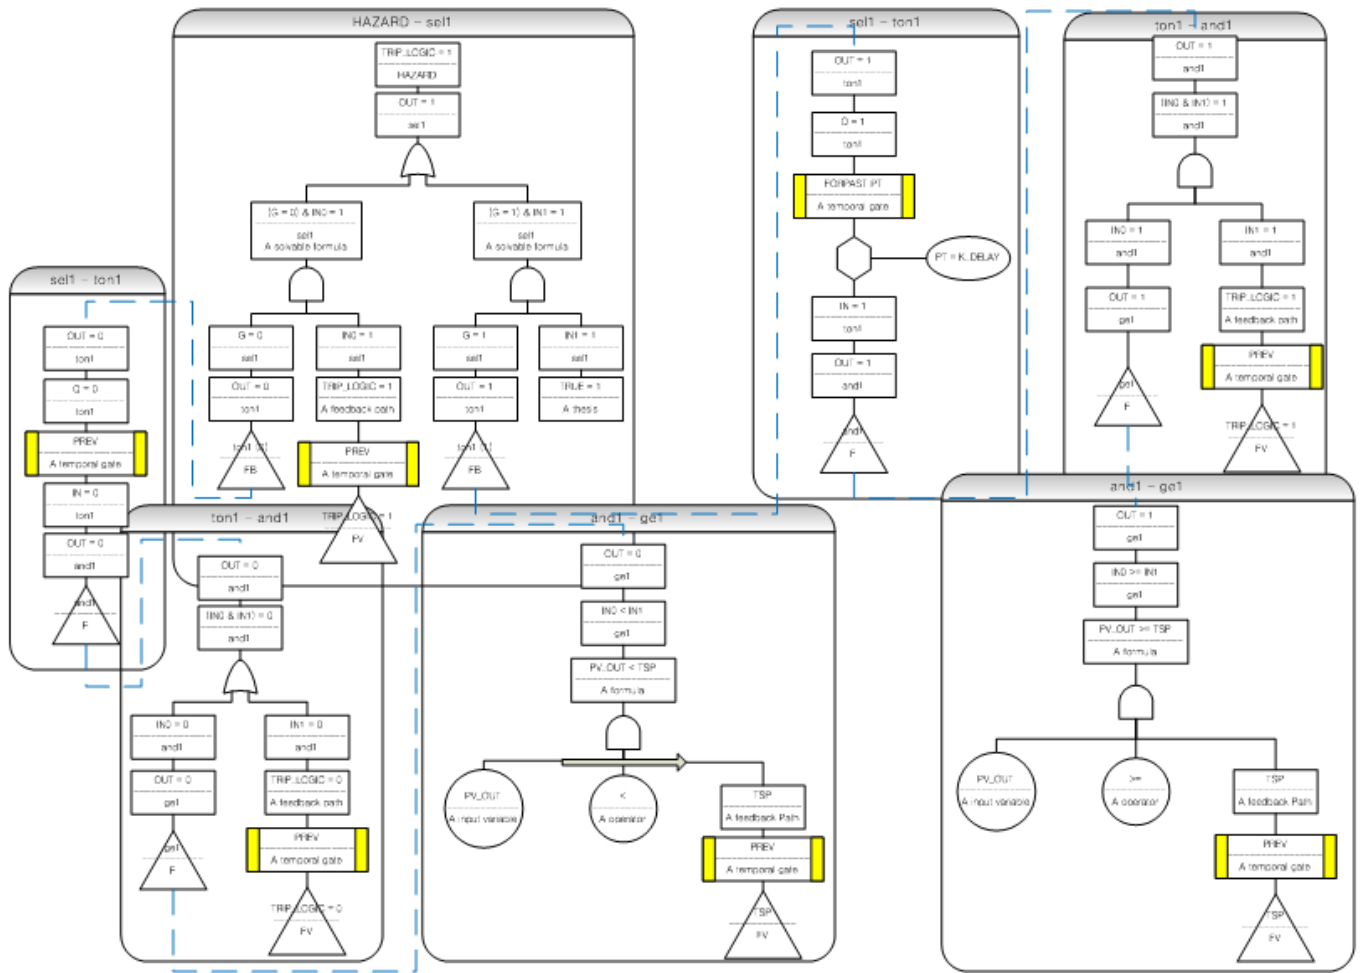 HAZARD – sel1
TRIP_LOGIC = 1
HAZARD
OUT = 1
sel1
(G = 0) & IN0 = 1
sel1
A solvable formula
(G = 1) & IN1 = 1
sel1
A solvable formula
G = 0
sel1
IN0 = 1
sel1
G = 1
sel1
IN1 = 1
sel1
OUT = 0
ton1
TRIP_LOGIC = 1
A feedback path
OUT = 1
ton1
TRUE = 1
A thesis
ton1 (0)
FB
PREV
A temporal gate
ton1 (1)
FB
TRIP_LOGIC = 1
FV
sel1 – ton1
OUT = 0
ton1
Q = 0
ton1
PREV
A temporal gate
IN = 0
ton1
OUT = 0
and1
and1
F
ton1 – and1
OUT = 0
and1
(IN0 & IN1) = 0
and1
IN0 = 0
and1
IN1 = 0
and1
OUT = 0
ge1
TRIP_LOGIC = 0
A feedback path
ge1
F
PREV
A temporal gate
TRIP_LOGIC = 0
FV
and1 – ge1
OUT = 0
ge1
IN0 < IN1
ge1
PV_OUT < TSP
A formula
PV_OUT
A input variable
<
A operator
TSP
A feedback Path
PREV
A temporal gate
TSP
FV
sel1 – ton1
OUT = 1
ton1
Q = 1
ton1
FORPAST PT
A temporal gate
PT = K_DELAY
IN = 1
ton1
OUT = 1
and1
and1
F
ton1 – and1
OUT = 1
and1
(IN0 & IN1) = 1
and1
IN0 = 1
and1
IN1 = 1
and1
OUT = 1
ge1
TRIP_LOGIC = 1
A feedback path
ge1
F
PREV
A temporal gate
TRIP_LOGIC = 1
FV
and1 – ge1
OUT = 1
ge1
IN0 >= IN1
ge1
PV_OUT >= TSP
A formula
PV_OUT
A input variable
>=
A operator
TSP
A feedback Path
PREV
A temporal gate
TSP
FV